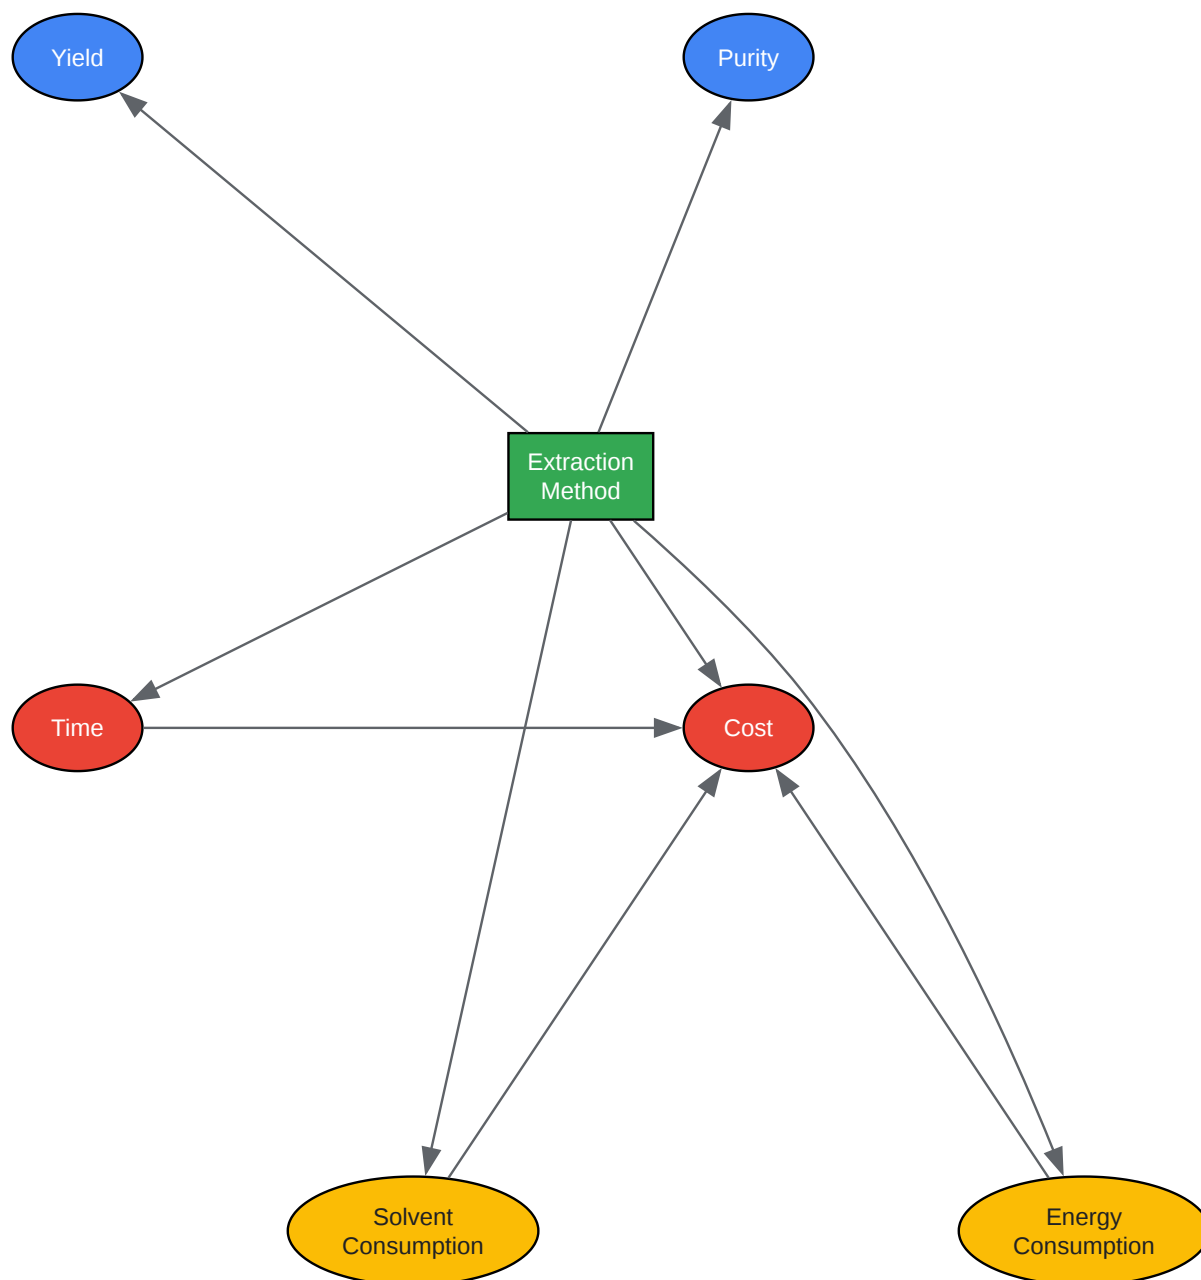 Yield
Purity
Extraction
Method
Time
Cost
Solvent
Consumption
Energy
Consumption